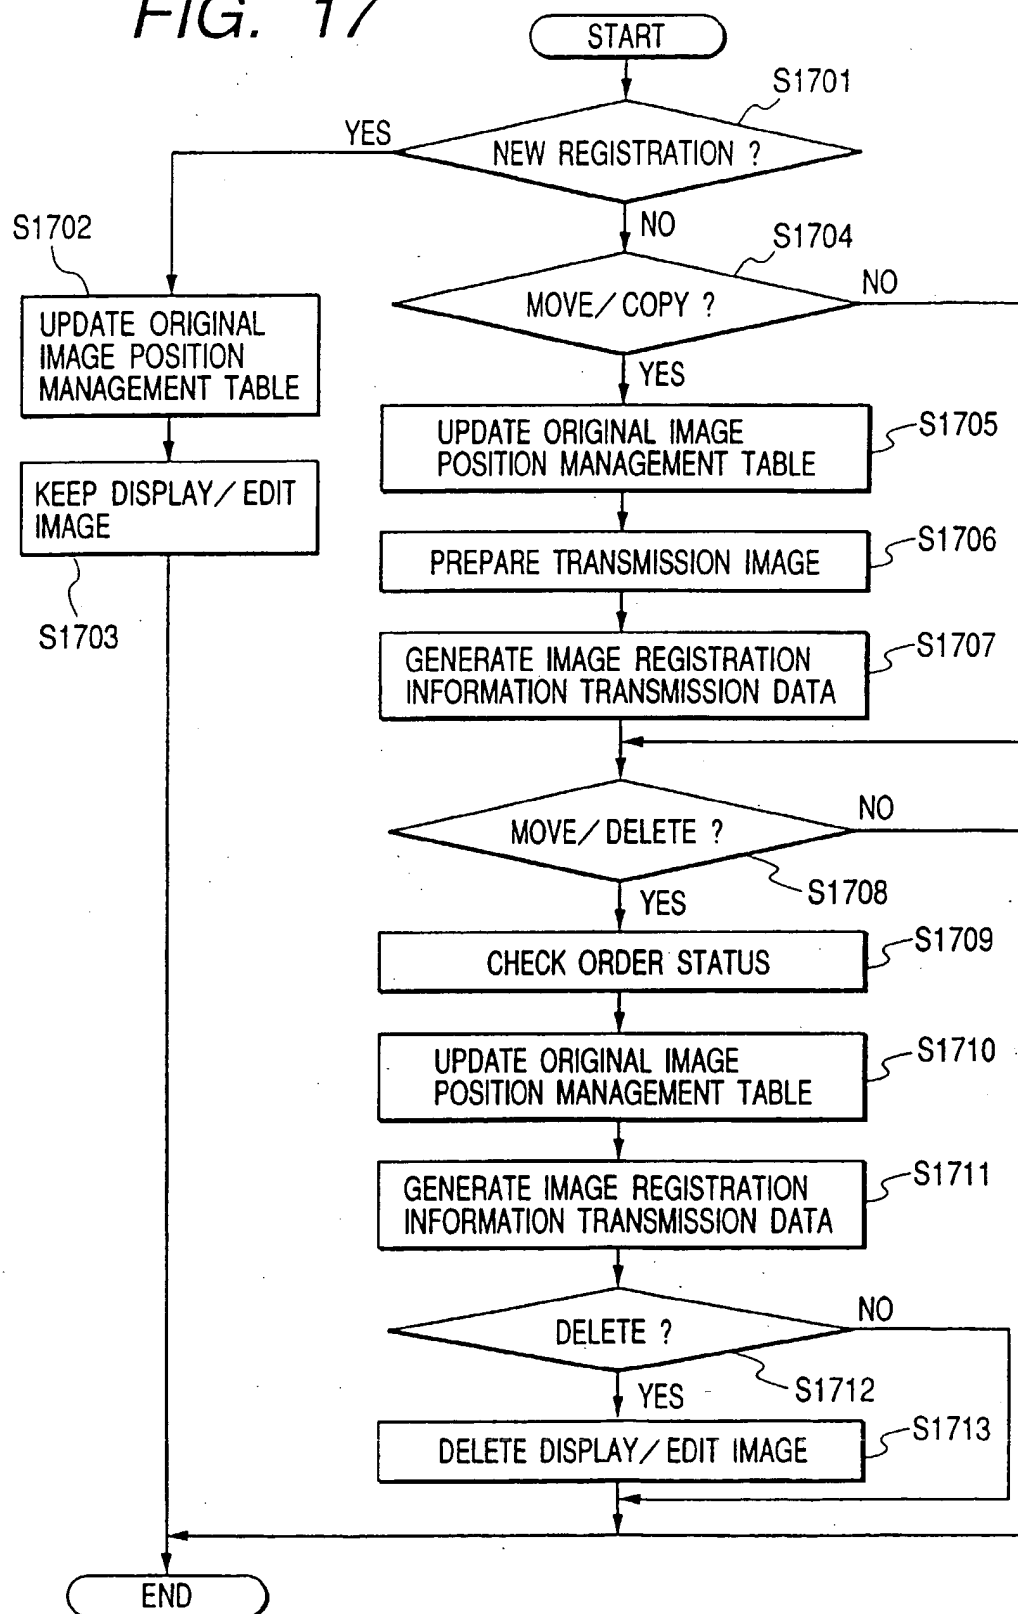 FIG. 17
START
S1701
YES
NEW REGISTRATION ?
S1702
NO
S1704
NO
MOVE/COPY ?
UPDATE ORIGINAL
IMAGE POSITION
MANAGEMENT TABLE
YES
UPDATE ORIGINAL IMAGE
POSITION MANAGEMENT TABLE
S1705
KEEP DISPLAY/EDIT
IMAGE
S1706
PREPARE TRANSMISSION IMAGE
S1703
S1707
GENERATE IMAGE REGISTRATION
INFORMATION TRANSMISSION DATA
NO
MOVE/DELETE ?
S1708
YES
S1709
CHECK ORDER STATUS
S1710
UPDATE ORIGINAL IMAGE
POSITION MANAGEMENT TABLE
S1711
GENERATE IMAGE REGISTRATION
INFORMATION TRANSMISSION DATA
NO
DELETE ?
S1712
YES
S1713
DELETE DISPLAY/EDIT IMAGE
END